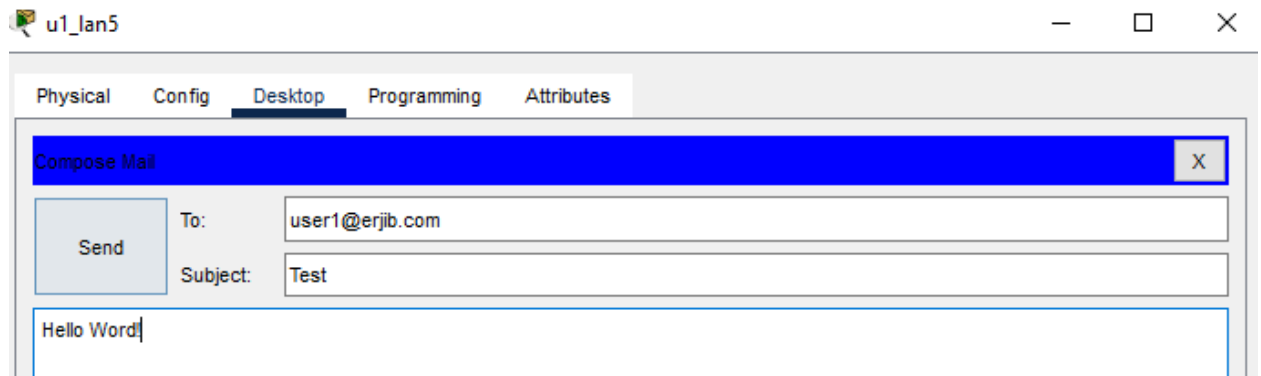 u1_lan5
Physical Config Desktop Programming Attributes
Compose Mail
X
Send
To: user1@erjib.com
Subject: Test
Hello Word!